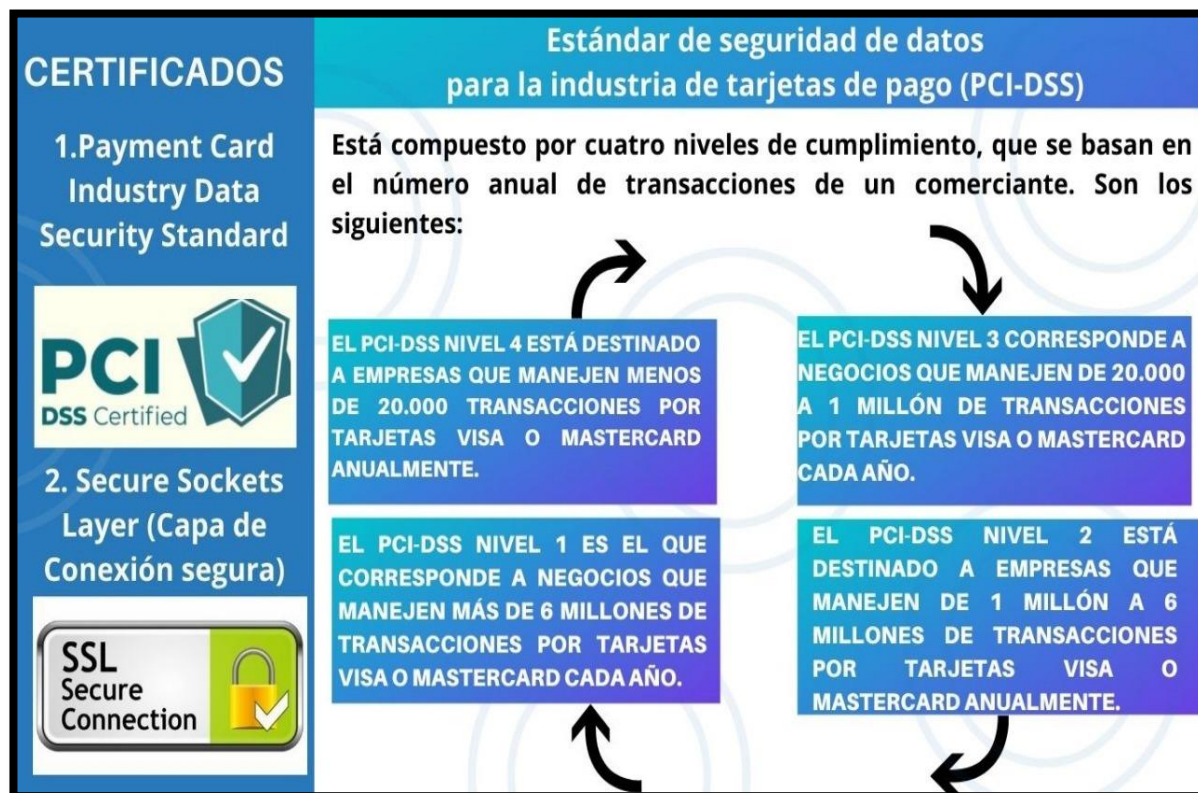 CERTIFICADOS
1.Payment Card
Industry Data
Security Standard
PCI
DSS Certified
2. Secure Sockets
Layer (Capa de
Conexión segura)
SSL
Secure
Connection
Estándar de seguridad de datos
para la industria de tarjetas de pago (PCI-DSS)
Está compuesto por cuatro niveles de cumplimiento, que se basan en
el número anual de transacciones de un comerciante. Son los
siguientes:
EL PCI-DSS NIVEL 4 ESTÁ DESTINADO
A EMPRESAS QUE MANEJEN MENOS
DE 20.000 TRANSACCIONES POR
TARJETAS VISA O MASTERCARD
ANUALMENTE.
EL PCI-DSS NIVEL 3 CORRESPONDE A
NEGOCIOS QUE MANEJEN DE 20.000
A 1 MILLÓN DE TRANSACCIONES
POR TARJETAS VISA O MASTERCARD
CADA AÑO.
EL PCI-DSS NIVEL 1 ES EL QUE
CORRESPONDE A NEGOCIOS QUE
MANEJEN MÁS DE 6 MILLONES DE
TRANSACCIONES POR TARJETAS
VISA O MASTERCARD CADA AÑO.
EL PCI-DSS NIVEL 2 ESTÁ
DESTINADO A EMPRESAS QUE
MANEJEN DE 1 MILLÓN A 6
MILLONES DE TRANSACCIONES
POR TARJETAS VISA O
MASTERCARD ANUALMENTE.